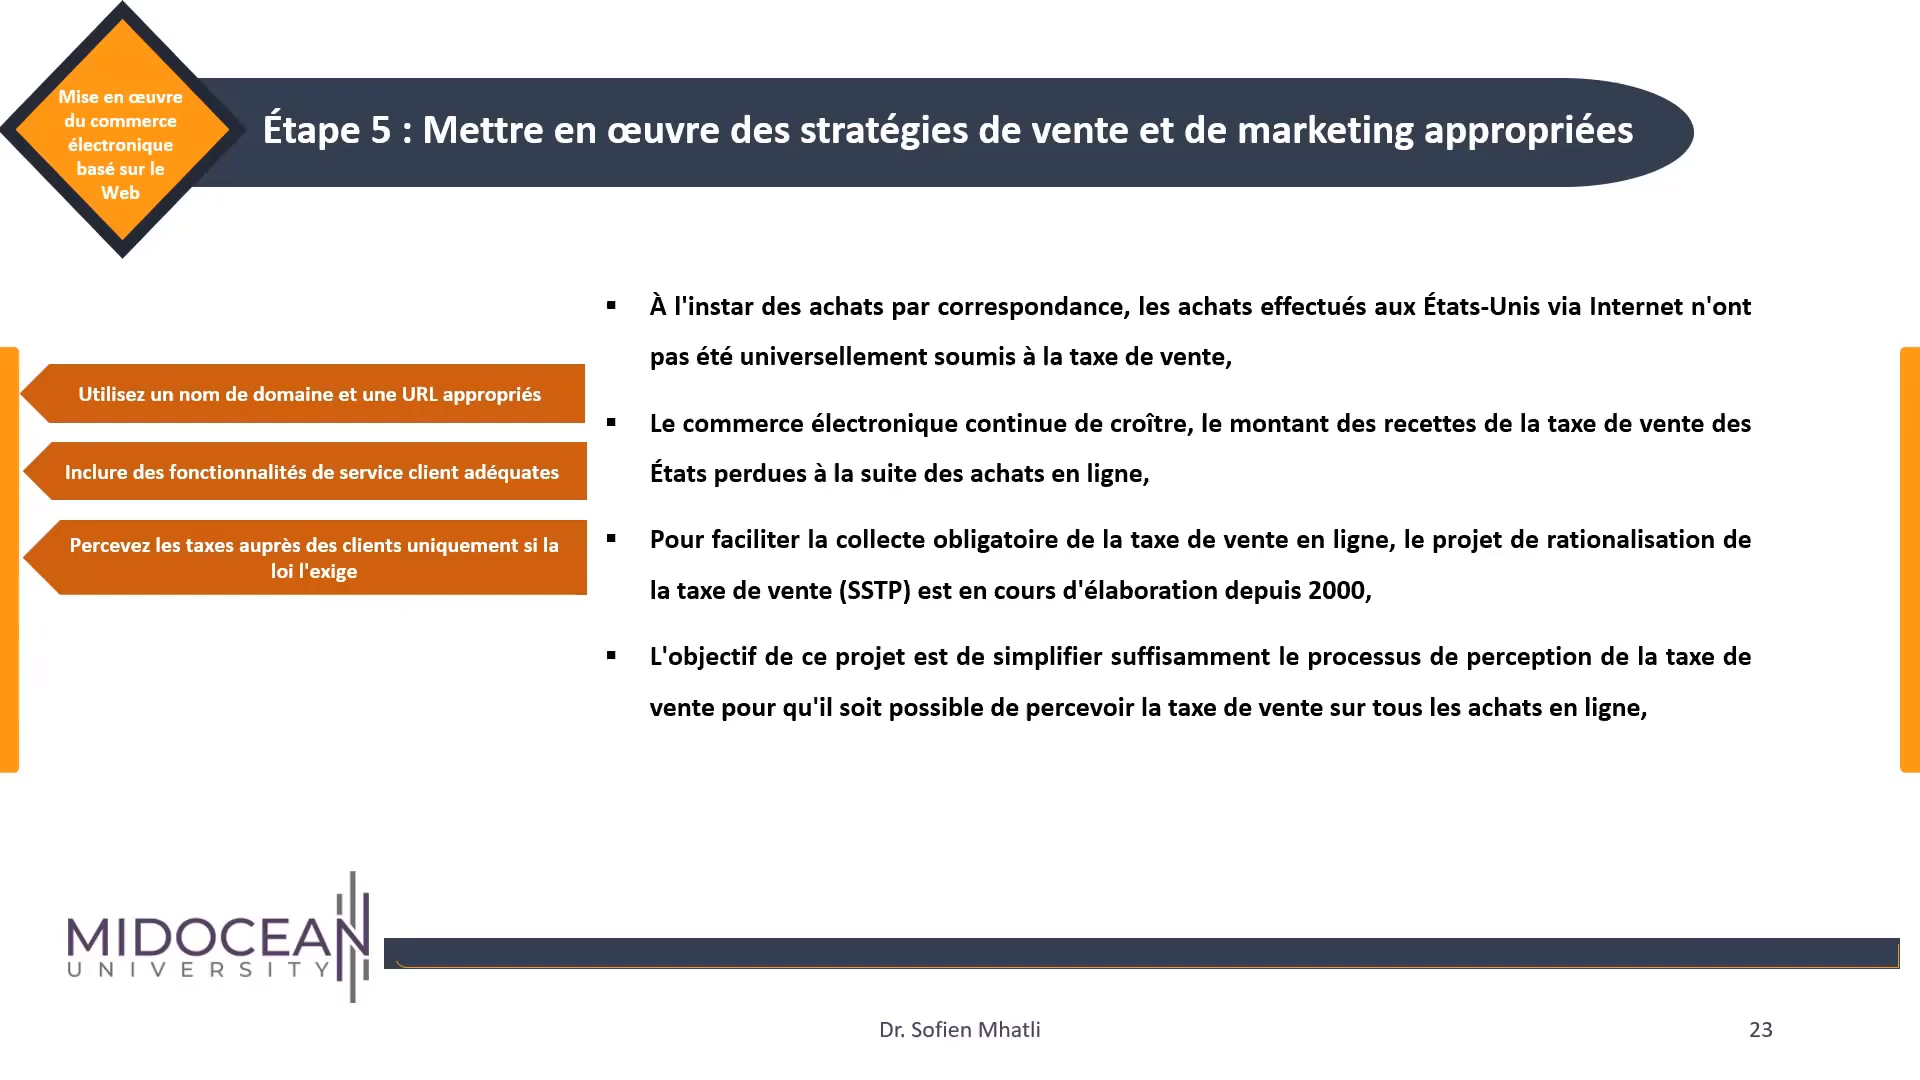 Mise en œuvre
du commerce
électronique
basé sur le
Web
Étape 5 : Mettre en œuvre des stratégies de vente et de marketing appropriées
Utilisez un nom de domaine et une URL appropriés
Inclure des fonctionnalités de service client adéquates
Percevez les taxes auprès des clients uniquement si la
loi l'exige
▪ À l'instar des achats par correspondance, les achats effectués aux États-Unis via Internet n'ont
pas été universellement soumis à la taxe de vente,
▪ Le commerce électronique continue de croître, le montant des recettes de la taxe de vente des
États perdues à la suite des achats en ligne,
▪ Pour faciliter la collecte obligatoire de la taxe de vente en ligne, le projet de rationalisation de
la taxe de vente (SSTP) est en cours d'élaboration depuis 2000,
▪ L'objectif de ce projet est de simplifier suffisamment le processus de perception de la taxe de
vente pour qu'il soit possible de percevoir la taxe de vente sur tous les achats en ligne,
MIDOCEAN
UNIVERSITY
Dr. Sofien Mhatli
23